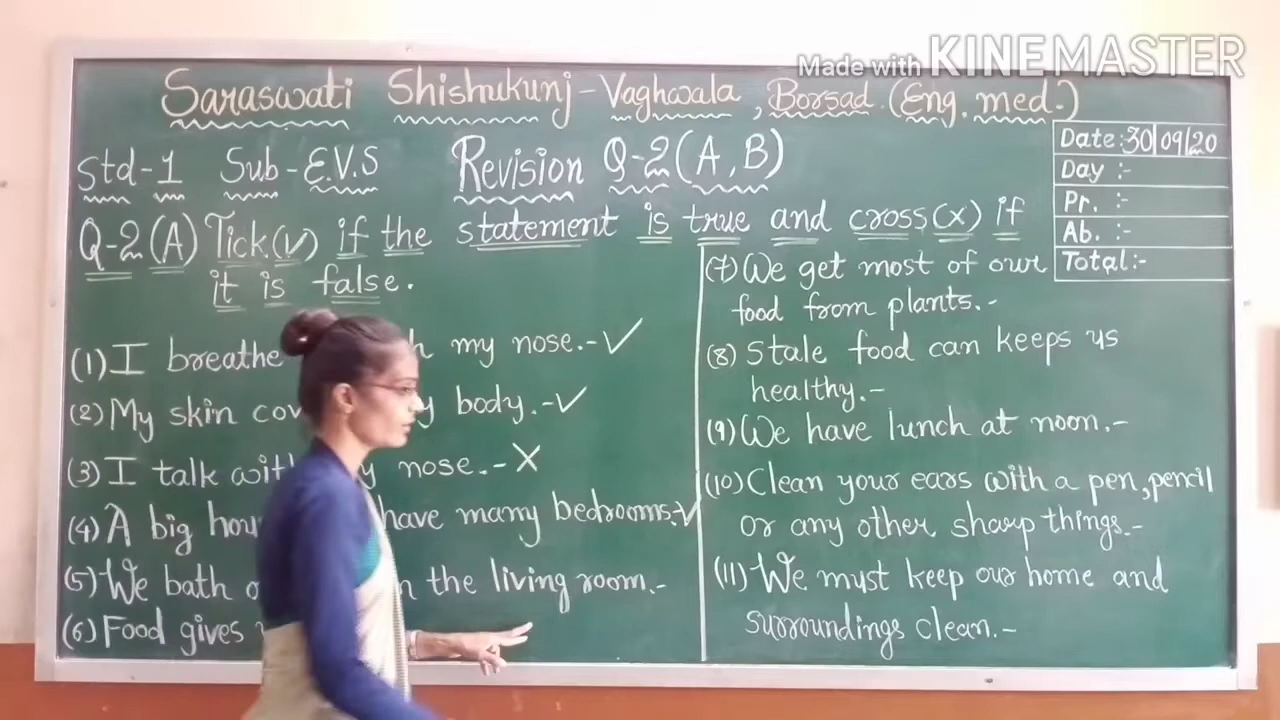 Made with KINEMASTER
Saraswati Shishukunj-Vaghwala, Borsad. (Eng. med.)
Std-1 Sub-E.V.S Revision Q-2(A, B)
Date:30|09|20
Day :-
Pr. :-
Ab. :-
Total:-
Q-2(A) Tick(✓) if the statement is true and cross(x) if
it is false.
(1) I breathe my nose.-✓
(2) My skin body.-✓
(3) I talk nose.-X
(4) A big have many bedrooms.-✓
(5) We bath the living room.-
(6) Food gives
(7) We get most of our
food from plants.-
(8) Stale food can keeps us
healthy.-
(9) We have lunch at noon.-
(10) Clean your ears with a pen, pencil
or any other sharp things.-
(11) We must keep our home and
surroundings clean.-